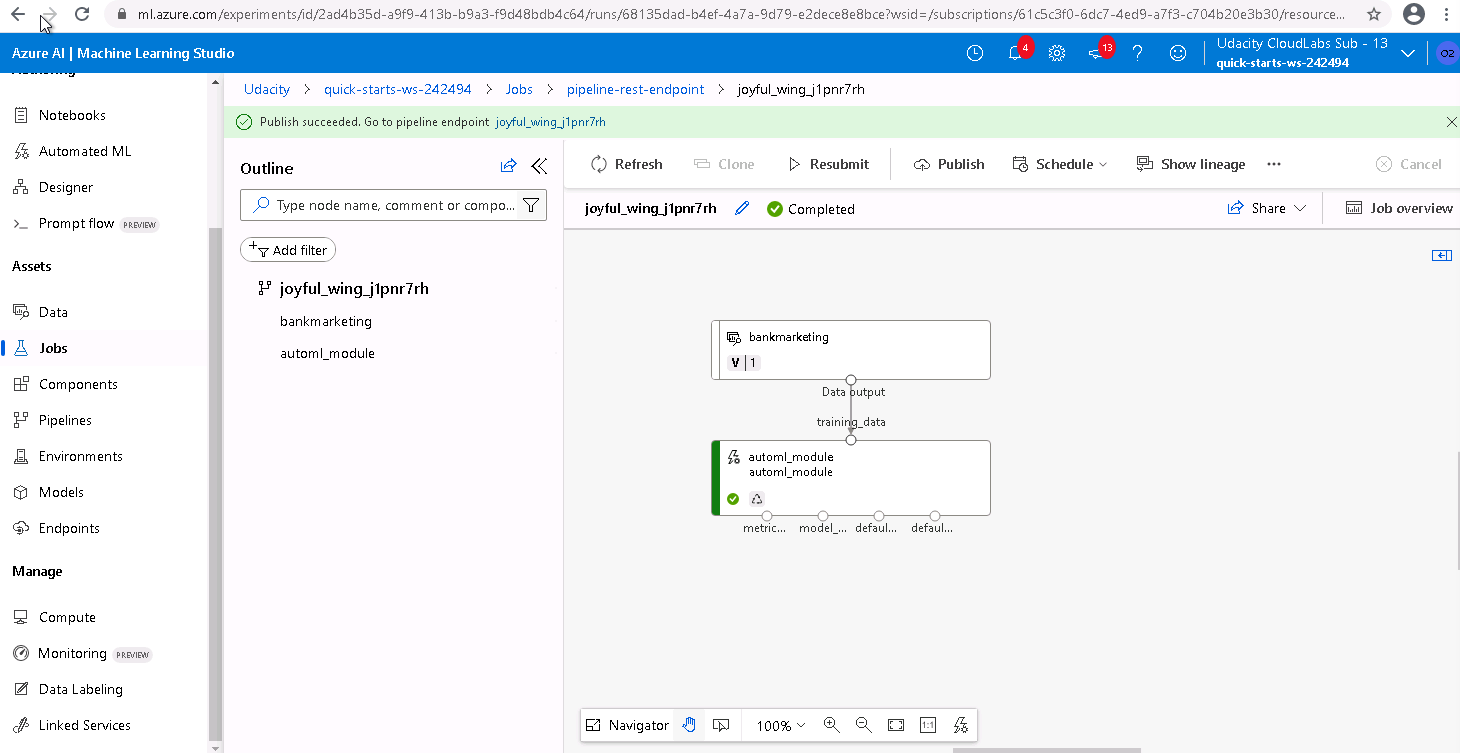 ml.azure.com/experiments/id/2ad4b35d-a9f9-413b-b9a3-f9d48bdb4c64/runs/68135dad-b4ef-4a7a-9d79-e2dece8e8bce?wsid=/subscriptions/61c5c3f0-6dc7-4ed9-a7f3-c704b20e3b30/resource...
Azure AI | Machine Learning Studio
4
13
Udacity CloudLabs Sub - 13
quick-starts-ws-242494
O2
Udacity > quick-starts-ws-242494 > Jobs > pipeline-rest-endpoint > joyful_wing_j1pnr7rh
Publish succeeded. Go to pipeline endpoint joyful_wing_j1pnr7rh
Notebooks
Automated ML
Designer
Prompt flow PREVIEW
Assets
Data
Jobs
Components
Pipelines
Environments
Models
Endpoints
Manage
Compute
Monitoring PREVIEW
Data Labeling
Linked Services
Outline
Type node name, comment or compo...
Add filter
joyful_wing_j1pnr7rh
bankmarketing
automl_module
Refresh
Clone
Resubmit
Publish
Schedule
Show lineage
Cancel
joyful_wing_j1pnr7rh
Completed
Share
Job overview
bankmarketing
V 1
Data output
training_data
automl_module
automl_module
metric... model_... defaul... defaul...
Navigator
100%
1:1